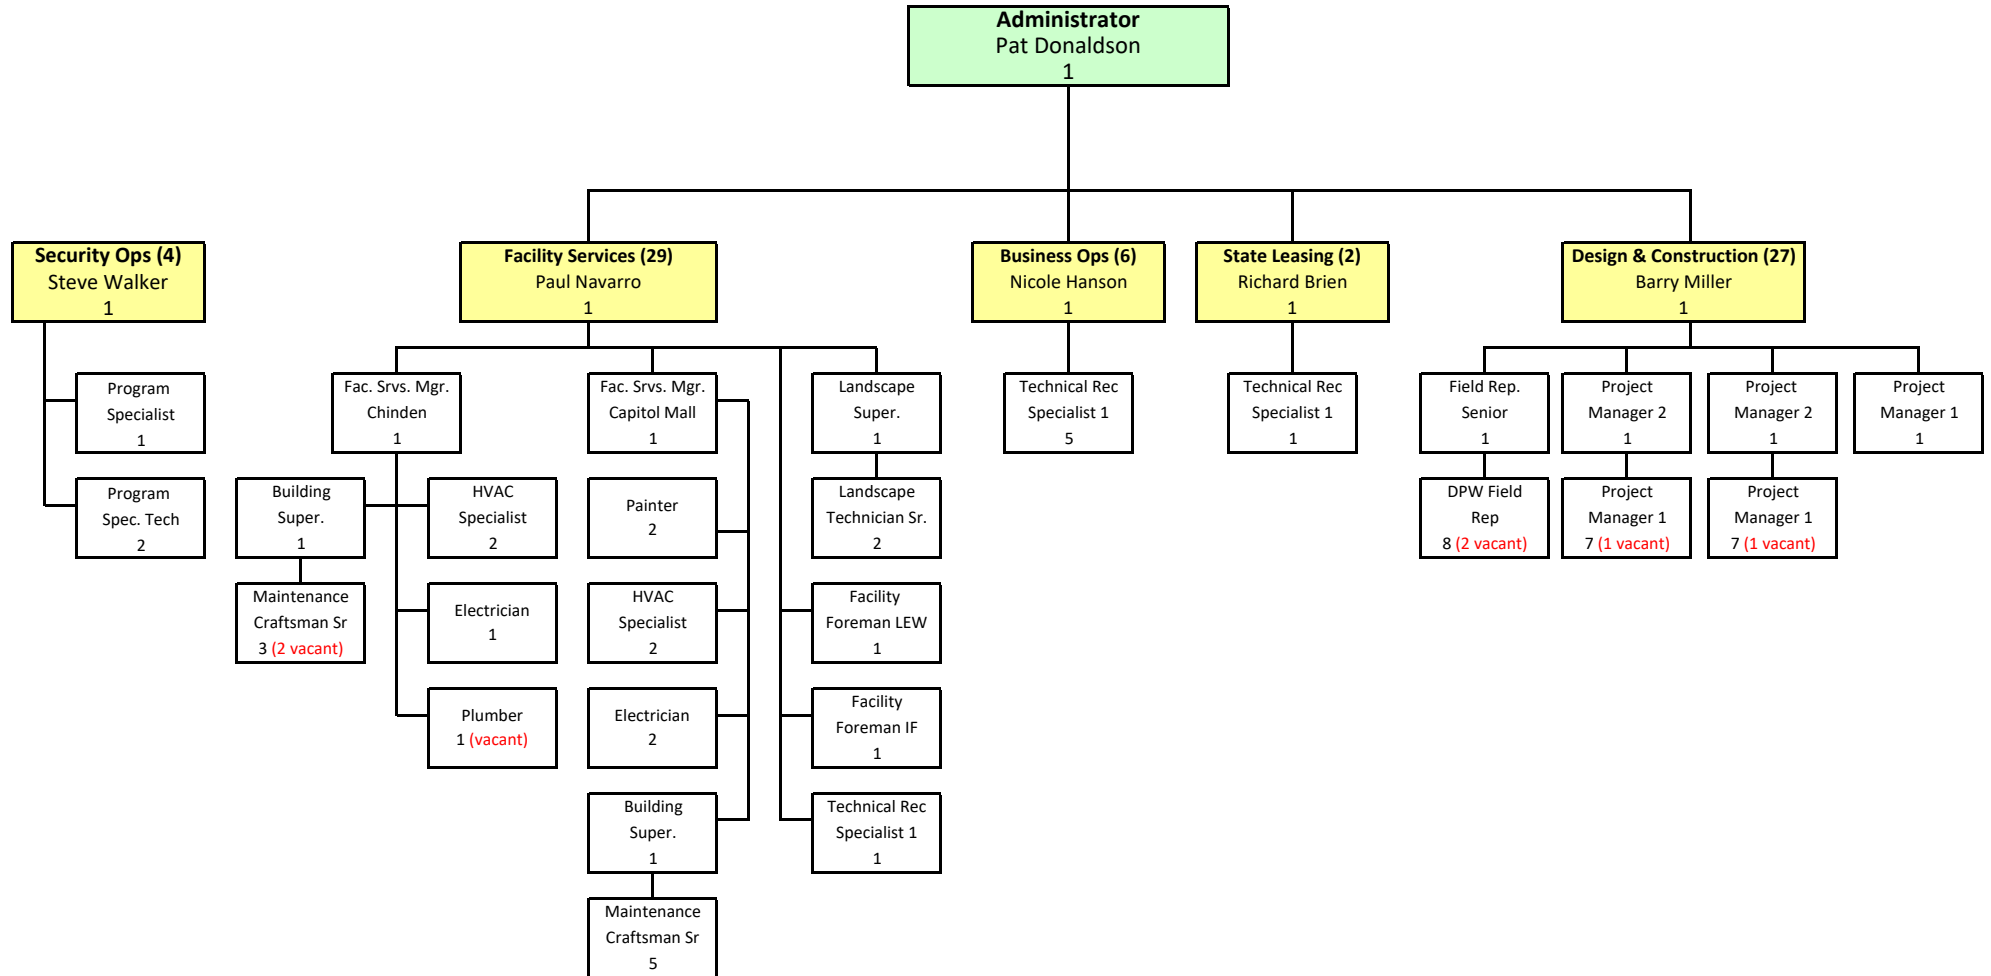 Administrator
Pat Donaldson
1
Security Ops (4)
Steve Walker
1
Facility Services (29)
Paul Navarro
1
Business Ops (6)
Nicole Hanson
1
State Leasing (2)
Richard Brien
1
Design & Construction (27)
Barry Miller
1
Program
Specialist
1
Program
Spec. Tech
2
Fac. Srvs. Mgr.
Chinden
1
Building
Super.
1
Maintenance
Craftsman Sr
3 (2 vacant)
HVAC
Specialist
2
Electrician
1
Plumber
1 (vacant)
Fac. Srvs. Mgr.
Capitol Mall
1
Painter
2
HVAC
Specialist
2
Electrician
2
Building
Super.
1
Maintenance
Craftsman Sr
5
Landscape
Super.
1
Landscape
Technician Sr.
2
Facility
Foreman LEW
1
Facility
Foreman IF
1
Technical Rec
Specialist 1
1
Technical Rec
Specialist 1
5
Technical Rec
Specialist 1
1
Field Rep.
Senior
1
DPW Field
Rep
8 (2 vacant)
Project
Manager 2
1
Project
Manager 1
7 (1 vacant)
Project
Manager 2
1
Project
Manager 1
7 (1 vacant)
Project
Manager 1
1